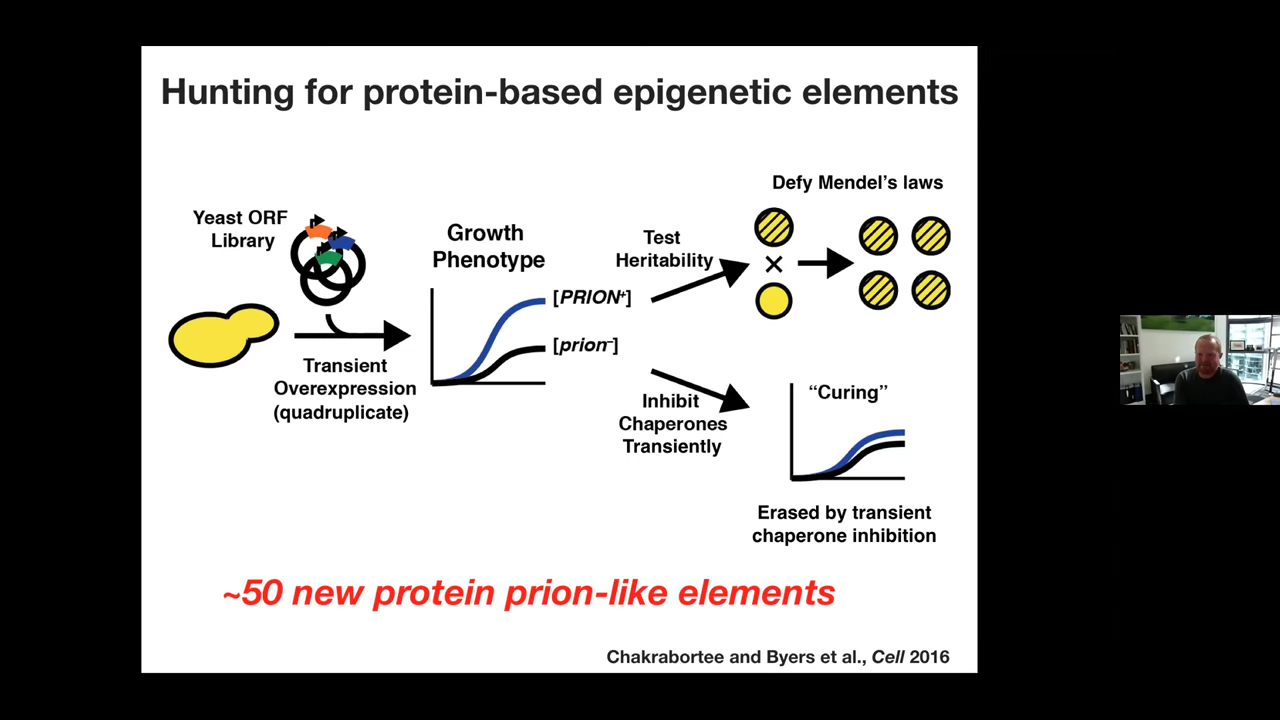 Hunting for protein-based epigenetic elements
Yeast ORF
Library
Transient
Overexpression
(quadruplicate)
Growth
Phenotype
[PRION⁺]
[prion⁻]
Test
Heritability
Defy Mendel’s laws
×
Inhibit
Chaperones
Transiently
“Curing”
Erased by transient
chaperone inhibition
~50 new protein prion-like elements
Chakrabortee and Byers et al., Cell 2016